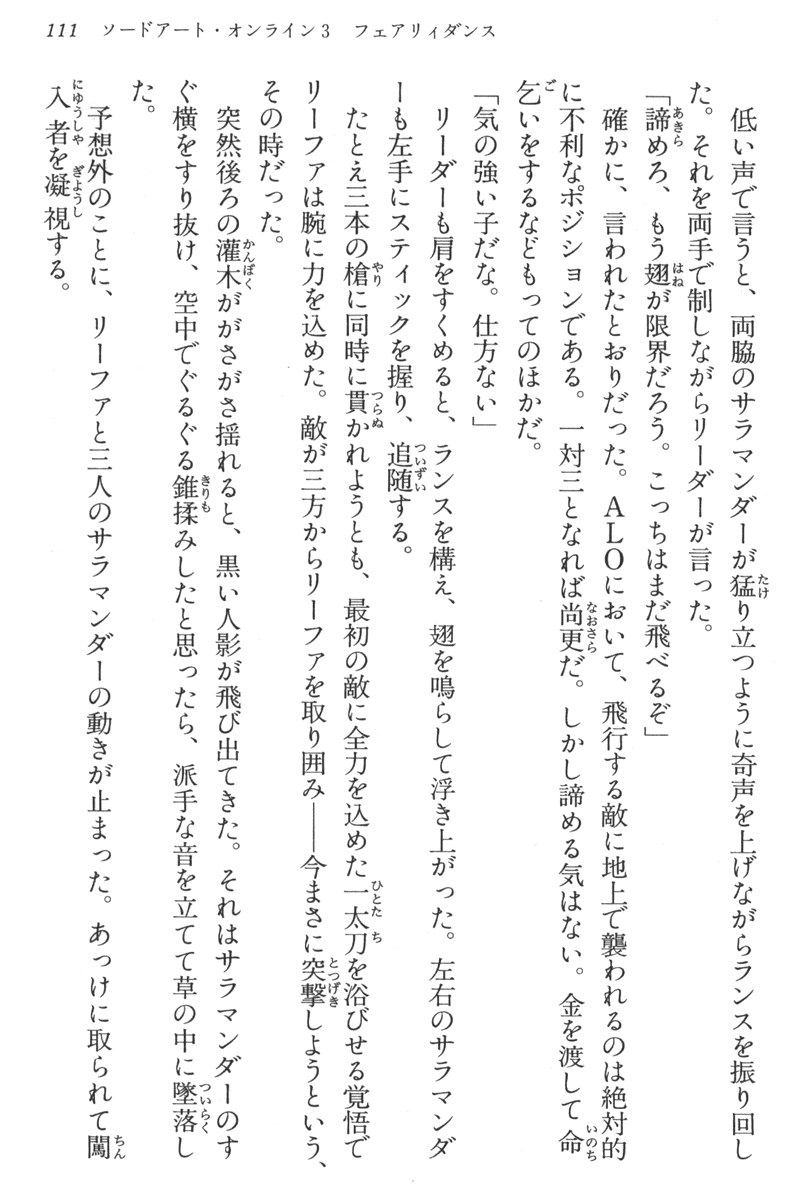 111　ソードアート・オンライン3　フェアリィダンス
　低い声で言うと、両脇のサラマンダーが猛り立つように奇声を上げながらランスを振り回し
た。それを両手で制しながらリーダーが言った。
「諦めろ、もう翅が限界だろう。こっちはまだ飛べるぞ」
　確かに、言われたとおりだった。ALOにおいて、飛行する敵に地上で襲われるのは絶対的
に不利なポジションである。一対三となれば尚更だ。しかし諦める気はない。金を渡して命
乞いをするなどもってのほかだ。
「気の強い子だな。仕方ない」
　リーダーも肩をすくめると、ランスを構え、翅を鳴らして浮き上がった。左右のサラマンダ
ーも左手にスティックを握り、追随する。
　たとえ三本の槍に同時に貫かれようとも、最初の敵に全力を込めた一太刀を浴びせる覚悟で
リーファは腕に力を込めた。敵が三方からリーファを取り囲み――今まさに突撃しようという、
その時だった。
　突然後ろの灌木ががさがさ揺れると、黒い人影が飛び出てきた。それはサラマンダーのす
ぐ横をすり抜け、空中でぐるぐる錐揉みしたと思ったら、派手な音を立てて草の中に墜落し
た。
　予想外のことに、リーファと三人のサラマンダーの動きが止まった。あっけに取られて闖
入者を凝視する。